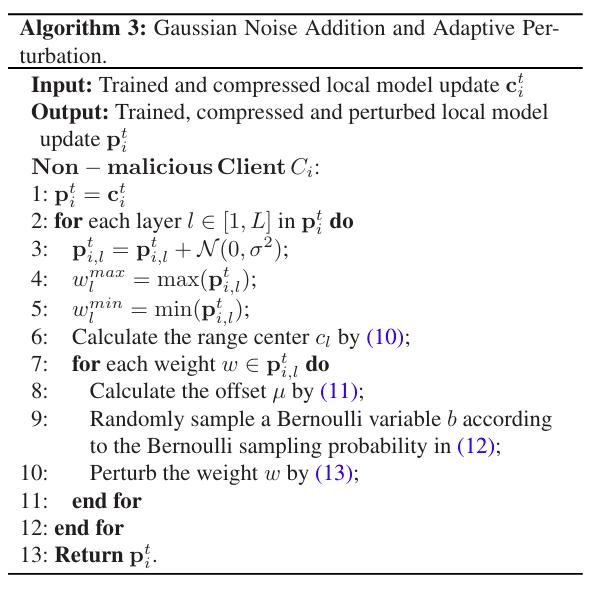 Algorithm 3: Gaussian Noise Addition and Adaptive Per-
turbation.
Input: Trained and compressed local model update $\mathbf{c}_i^t$
Output: Trained, compressed and perturbed local model
update $\mathbf{p}_i^t$
Non − malicious Client $C_i$:
1: $\mathbf{p}_i^t = \mathbf{c}_i^t$
2: for each layer $l \in [1, L]$ in $\mathbf{p}_i^t$ do
3: $\mathbf{p}_{i,l}^t = \mathbf{p}_{i,l}^t + \mathcal{N}(0, \sigma^2)$;
4: $w_l^{max} = \max(\mathbf{p}_{i,l}^t)$;
5: $w_l^{min} = \min(\mathbf{p}_{i,l}^t)$;
6: Calculate the range center $c_l$ by (10);
7: for each weight $w \in \mathbf{p}_{i,l}^t$ do
8: Calculate the offset $\mu$ by (11);
9: Randomly sample a Bernoulli variable $b$ according
to the Bernoulli sampling probability in (12);
10: Perturb the weight $w$ by (13);
11: end for
12: end for
13: Return $\mathbf{p}_i^t$.